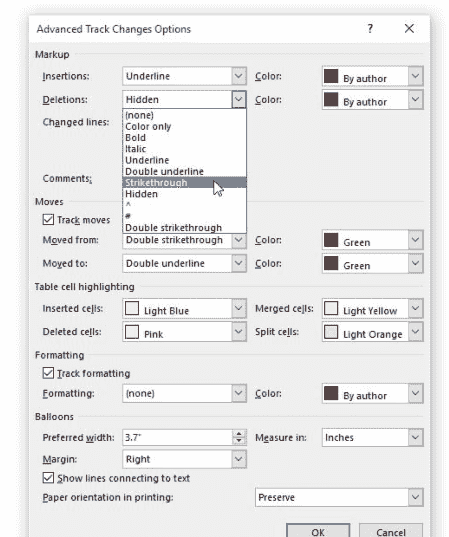 Advanced Track Changes Options ? ×
Markup
Insertions: Underline Color: By author
Deletions: Hidden Color: By author
(none)
Changed lines: Color only
Bold
Italic
Underline
Double underline
Comments: Strikethrough
Hidden
Moves ^
Track moves #
Double strikethrough
Moved from: Double strikethrough Color: Green
Moved to: Double underline Color: Green
Table cell highlighting
Inserted cells: Light Blue Merged cells: Light Yellow
Deleted cells: Pink Split cells: Light Orange
Formatting
Track formatting
Formatting: (none) Color: By author
Balloons
Preferred width: 3.7" Measure in: Inches
Margin: Right
Show lines connecting to text
Paper orientation in printing: Preserve
OK Cancel